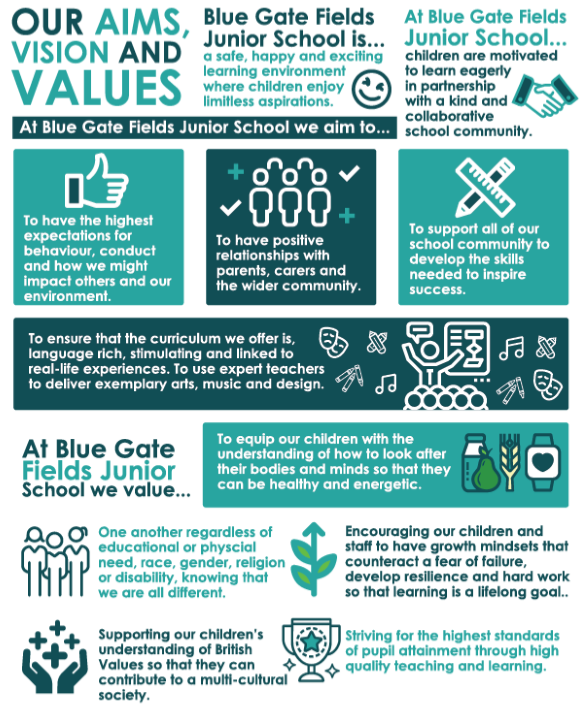 OUR AIMS,
VISION AND
VALUES
Blue Gate Fields
Junior School is...
a safe, happy and exciting
learning environment
where children enjoy
limitless aspirations.
At Blue Gate Fields
Junior School...
children are motivated
to learn eagerly
in partnership
with a kind and
collaborative
school community.
At Blue Gate Fields Junior School we aim to...
To have the highest
expectations for
behaviour, conduct
and how we might
impact others and our
environment.
To have positive
relationships with
parents, carers and
the wider community.
To support all of our
school community to
develop the skills
needed to inspire
success.
To ensure that the curriculum we offer is,
language rich, stimulating and linked to
real-life experiences. To use expert teachers
to deliver exemplary arts, music and design.
To equip our children with the
understanding of how to look after
their bodies and minds so that they
can be healthy and energetic.
At Blue Gate
Fields Junior
School we value...
One another regardless of
educational or physcial
need, race, gender, religion
or disability, knowing that
we are all different.
Encouraging our children and
staff to have growth mindsets that
counteract a fear of failure,
develop resilience and hard work
so that learning is a lifelong goal..
Supporting our children's
understanding of British
Values so that they can
contribute to a multi-cultural
society.
Striving for the highest standards
of pupil attainment through high
quality teaching and learning.